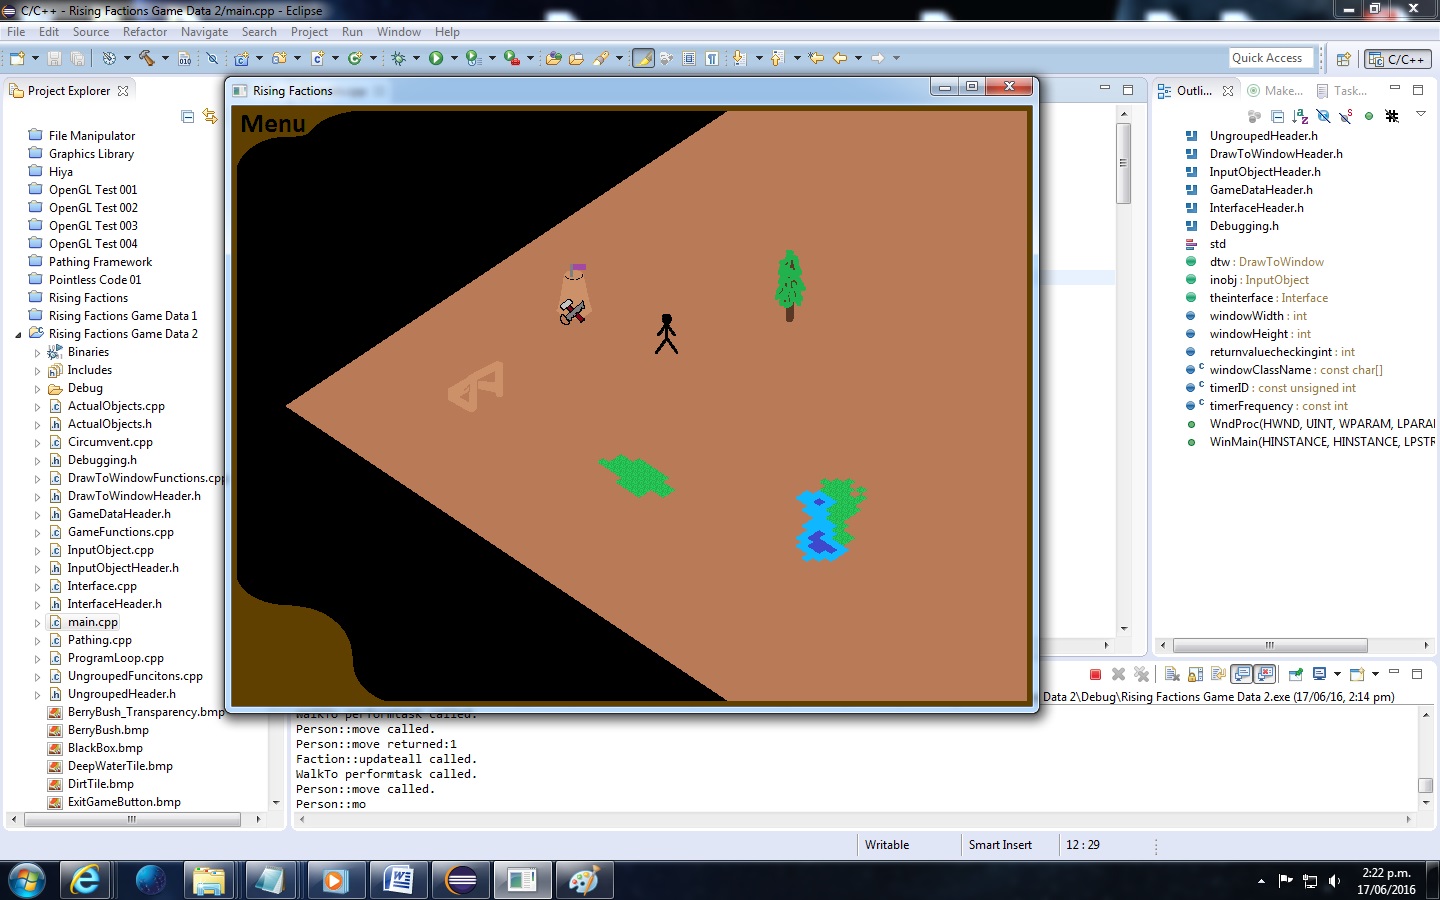 C/C++ - Rising Factions Game Data 2/main.cpp - Eclipse
File Edit Source Refactor Navigate Search Project Run Window Help
Quick Access
C/C++
Project Explorer
File Manipulator
Graphics Library
Hiya
OpenGL Test 001
OpenGL Test 002
OpenGL Test 003
OpenGL Test 004
Pathing Framework
Pointless Code 01
Rising Factions
Rising Factions Game Data 1
Rising Factions Game Data 2
Binaries
Includes
Debug
ActualObjects.cpp
ActualObjects.h
Circumvent.cpp
Debugging.h
DrawToWindowFunctions.cpp
DrawToWindowHeader.h
GameDataHeader.h
GameFunctions.cpp
InputObject.cpp
InputObjectHeader.h
Interface.cpp
InterfaceHeader.h
main.cpp
Pathing.cpp
ProgramLoop.cpp
UngroupedFuncitons.cpp
UngroupedHeader.h
BerryBush_Transparency.bmp
BerryBush.bmp
BlackBox.bmp
DeepWaterTile.bmp
DirtTile.bmp
ExitGameButton.bmp
Rising Factions
Menu
Outli... Make... Task...
UngroupedHeader.h
DrawToWindowHeader.h
InputObjectHeader.h
GameDataHeader.h
InterfaceHeader.h
Debugging.h
std
dtw : DrawToWindow
inobj : InputObject
theinterface : Interface
windowWidth : int
windowHeight : int
returnvaluecheckingint : int
windowClassName : const char[]
timerID : const unsigned int
timerFrequency : const int
WndProc(HWND, UINT, WPARAM, LPARA
WinMain(HINSTANCE, HINSTANCE, LPSTR
Data 2\Debug\Rising Factions Game Data 2.exe (17/06/16, 2:14 pm)
WalkTo performtask called.
Person::move called.
Person::move returned:1
Faction::updateall called.
WalkTo performtask called.
Person::move called.
Person::mo
Writable Smart Insert 12 : 29
2:22 p.m.
17/06/2016